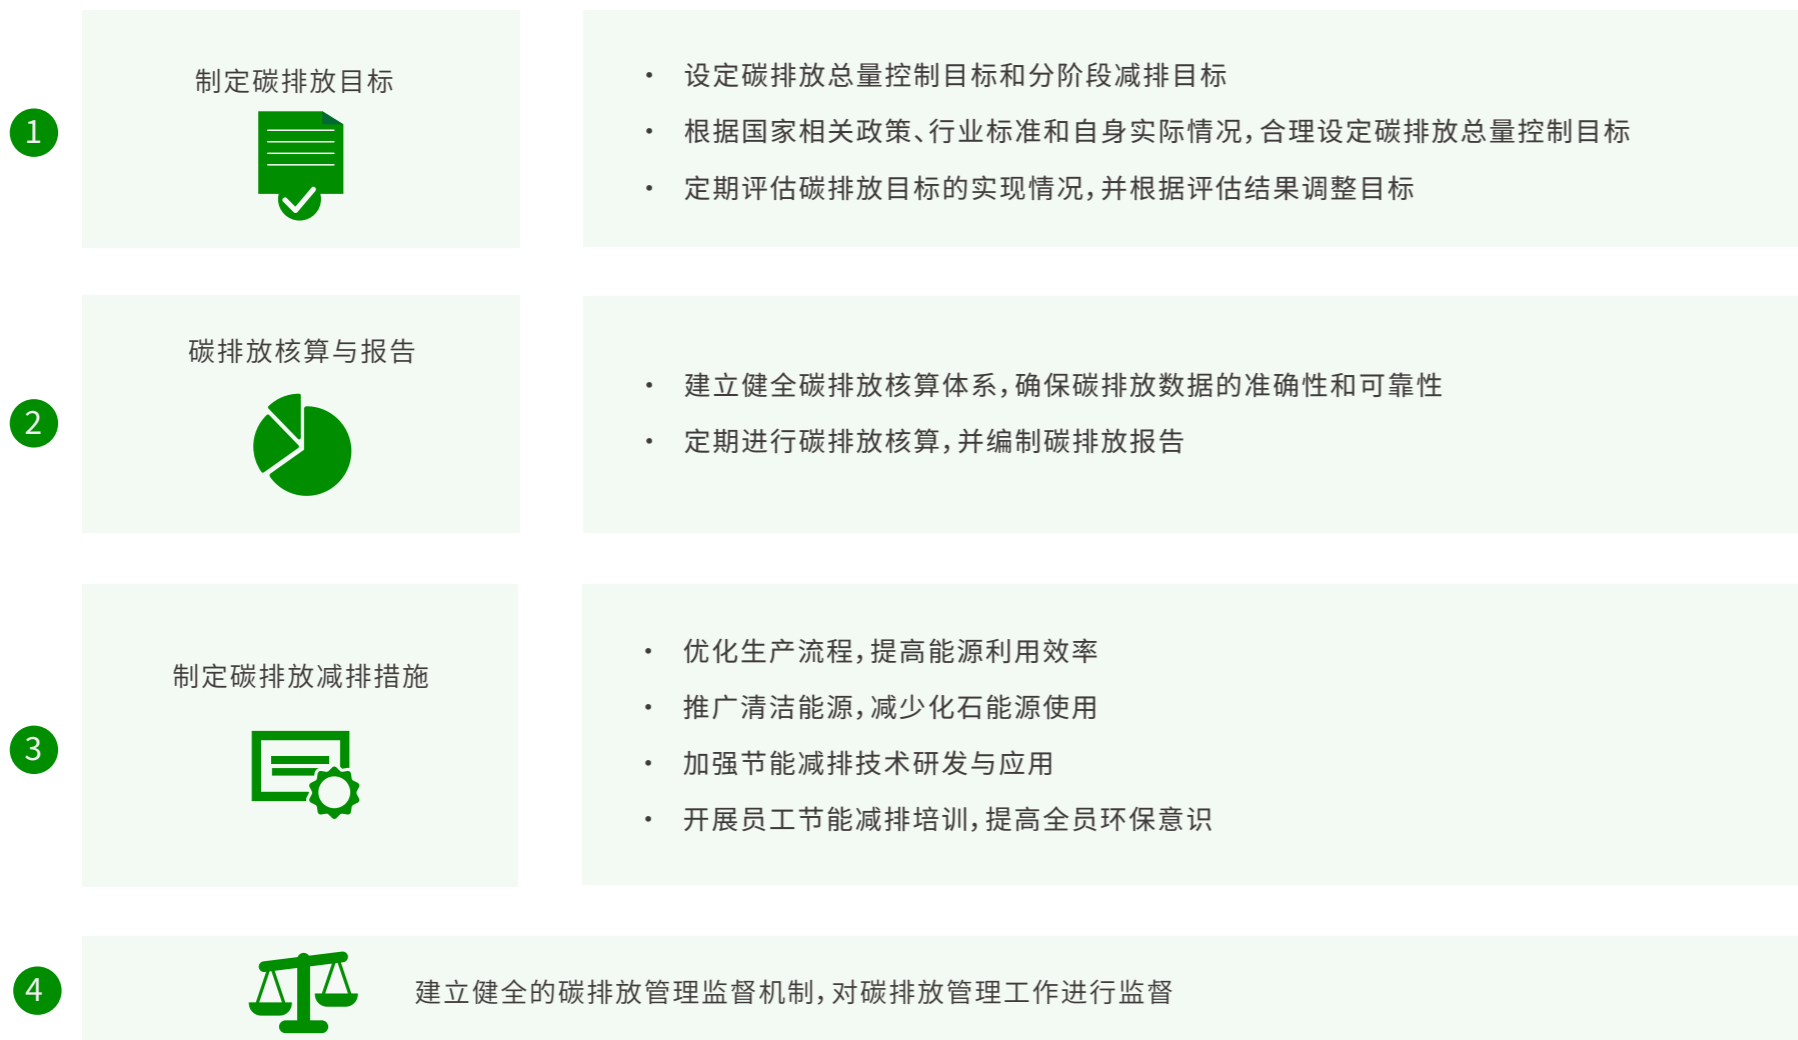 1
制定碳排放目标
· 设定碳排放总量控制目标和分阶段减排目标
· 根据国家相关政策、行业标准和自身实际情况,合理设定碳排放总量控制目标
· 定期评估碳排放目标的实现情况,并根据评估结果调整目标
2
碳排放核算与报告
· 建立健全碳排放核算体系,确保碳排放数据的准确性和可靠性
· 定期进行碳排放核算,并编制碳排放报告
3
制定碳排放减排措施
· 优化生产流程,提高能源利用效率
· 推广清洁能源,减少化石能源使用
· 加强节能减排技术研发与应用
· 开展员工节能减排培训,提高全员环保意识
4
建立健全的碳排放管理监督机制,对碳排放管理工作进行监督